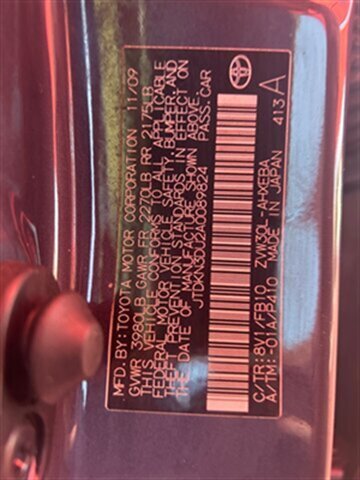 MFD.BY:TOYOTA MOTOR CORPORATION 11/09
GVWR 3980LB GAWR FR 2270LB RR 2175LB
THIS VEHICLE CONFORMS TO ALL APPLICABLE
FEDERAL MOTOR VEHICLE SAFETY, BUMPER, AND
THEFT PREVENTION STANDARDS IN EFFECT ON
THE DATE OF MANUFACTURE SHOWN ABOVE.
JTDKN3DU2A0089824 PASS.CAR
C/TR:8V1/FB10 ZVW30L-AHXEBA
A/TM:-01A/P410 MADE IN JAPAN
413 A
TOYOTA